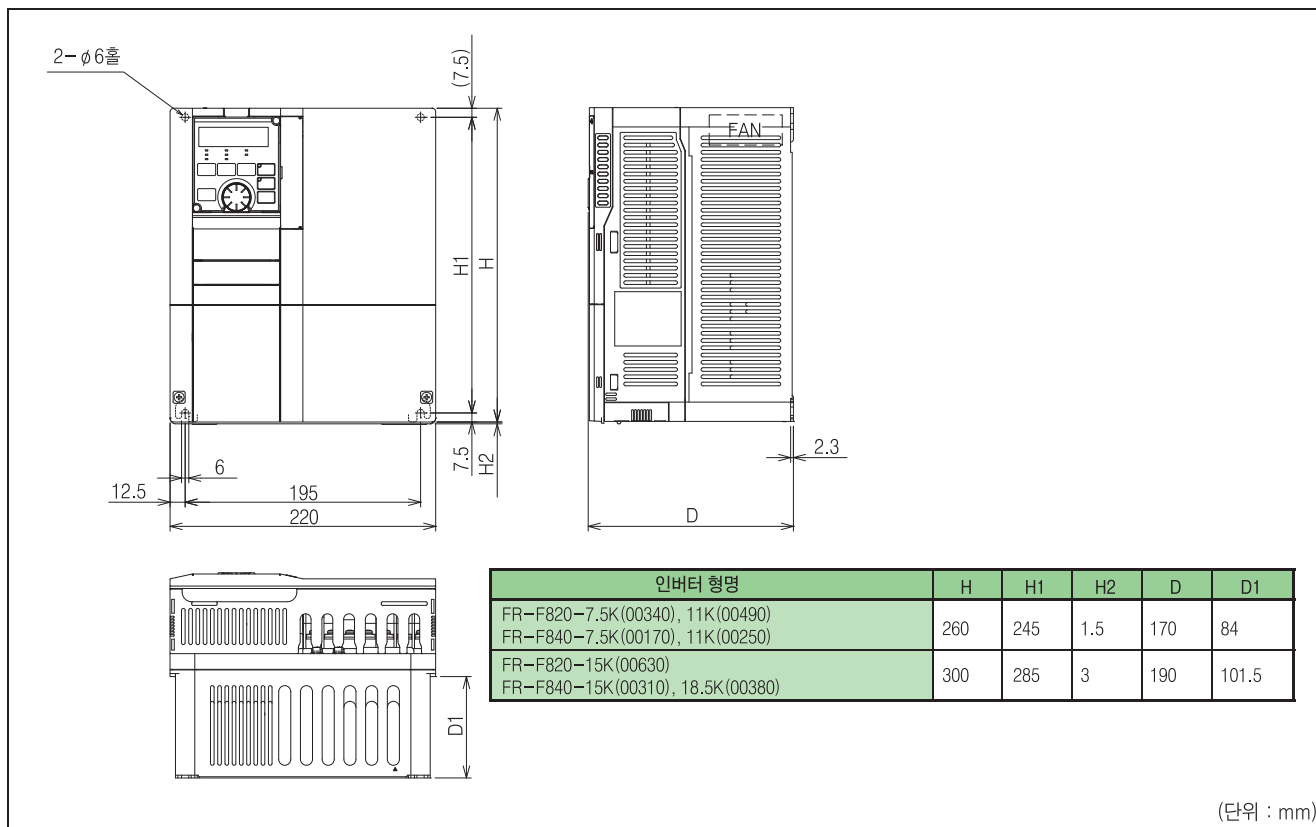 2-φ6홀
(7.5)
FAN
H1
H
7.5
H2
6
12.5
195
220
2.3
D
인버터 형명 H H1 H2 D D1
FR-F820-7.5K(00340), 11K(00490)
FR-F840-7.5K(00170), 11K(00250)
260 245 1.5 170 84
FR-F820-15K(00630)
FR-F840-15K(00310), 18.5K(00380)
300 285 3 190 101.5
D1
(단위 : mm)